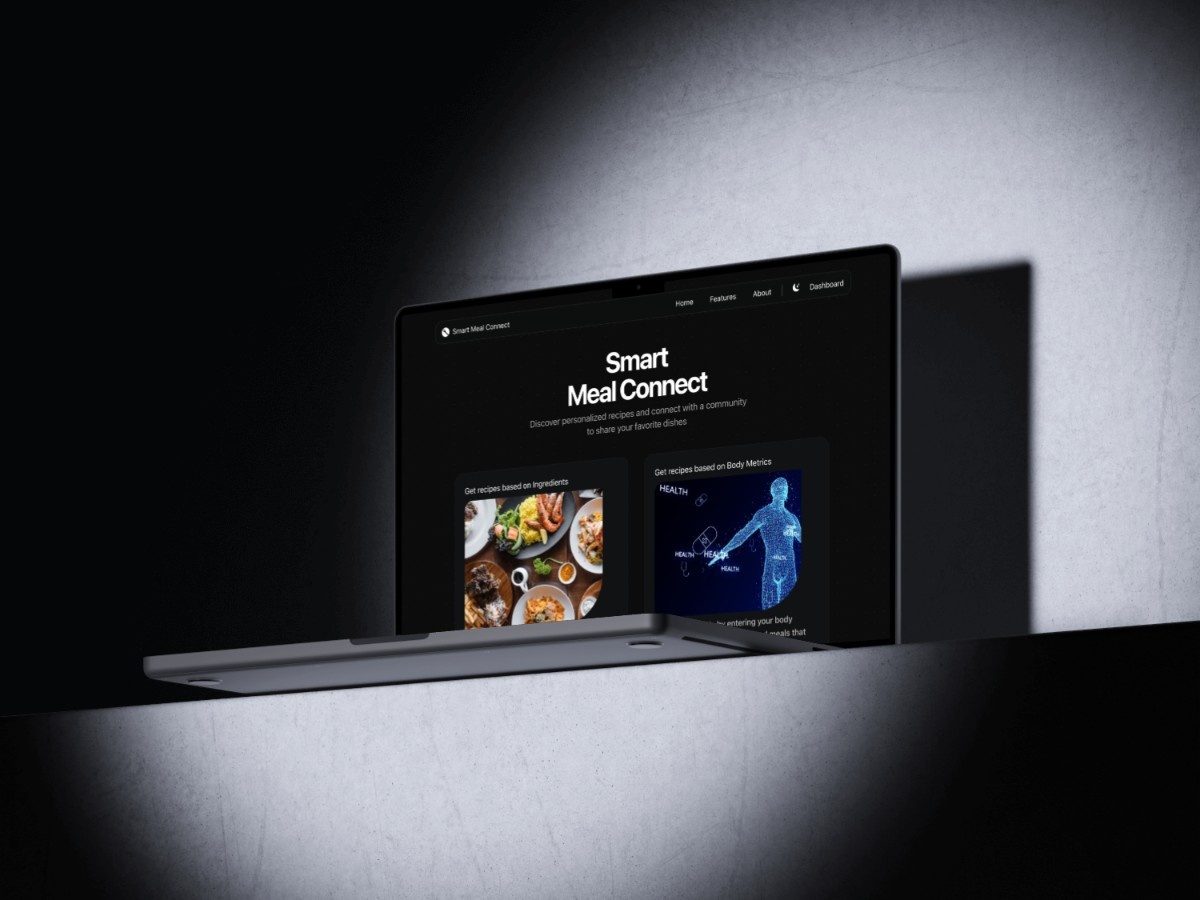 Smart Meal Connect
Home Features About Dashboard
Smart
Meal Connect
Discover personalized recipes and connect with a community
to share your favorite dishes
Get recipes based on Ingredients
Get recipes based on Body Metrics
HEALTH
HEALTH
HEALTH
HEALTH
HEALTH
by entering your body
meals that